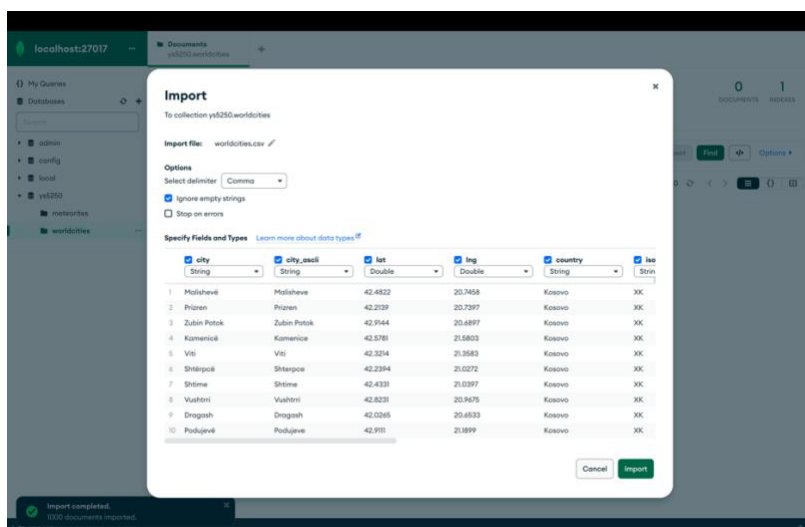 localhost:27017
Documents
ys5250.worldcities
My Queries
Databases
Search
admin
config
local
ys5250
meteorites
worldcities
0 1
DOCUMENTS INDEXES
Find Options
Import
To collection ys5250.worldcities
Import file: worldcities.csv
Options
Select delimiter Comma
Ignore empty strings
Stop on errors
Specify Fields and Types Learn more about data types
city city_ascii lat lng country iso
String String Double Double String Strin
1 Malishevë Malisheve 42.4822 20.7458 Kosovo XK
2 Prizren Prizren 42.2139 20.7397 Kosovo XK
3 Zubin Potok Zubin Potok 42.9144 20.6897 Kosovo XK
4 Kamenicë Kamenice 42.5781 21.5803 Kosovo XK
5 Viti Viti 42.3214 21.3583 Kosovo XK
6 Shtërpcë Shterpce 42.2394 21.0272 Kosovo XK
7 Shtime Shtime 42.4331 21.0397 Kosovo XK
8 Vushtrri Vushtrri 42.8231 20.9675 Kosovo XK
9 Dragash Dragash 42.0265 20.6533 Kosovo XK
10 Podujevë Podujeve 42.9111 21.1899 Kosovo XK
Cancel Import
Import completed.
1000 documents imported.